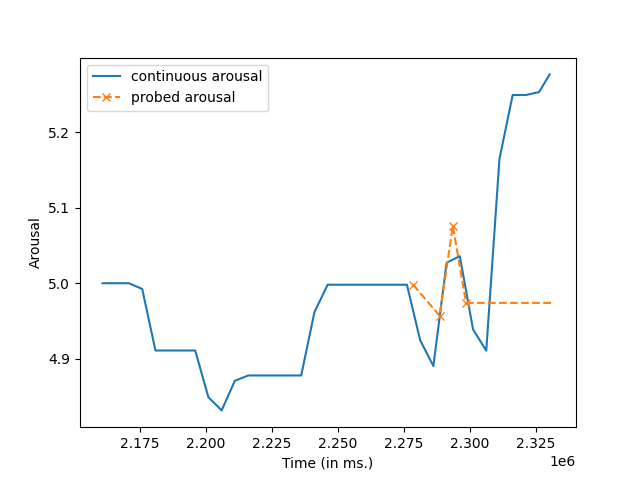 continuous arousal
probed arousal
5.2
5.1
5.0
4.9
Arousal
2.175 2.200 2.225 2.250 2.275 2.300 2.325
1e6
Time (in ms.)